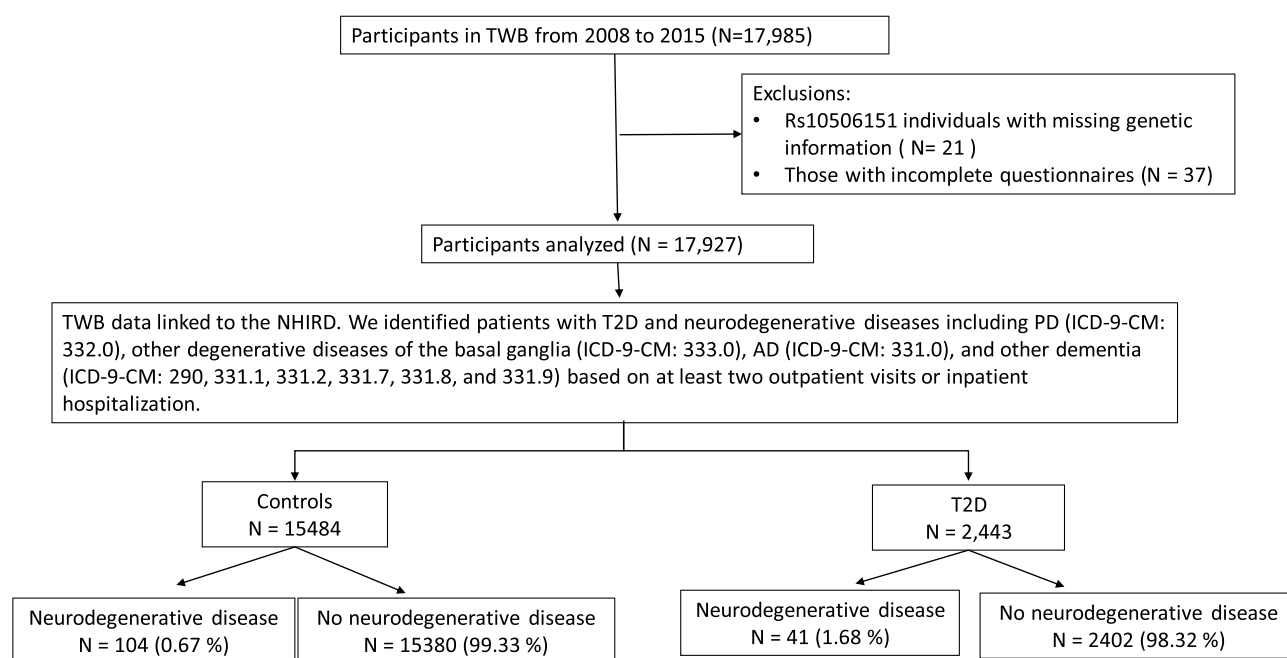 Participants in TWB from 2008 to 2015 (N=17,985)
Exclusions:
• Rs10506151 individuals with missing genetic
information ( N= 21 )
• Those with incomplete questionnaires (N = 37)
Participants analyzed (N = 17,927)
TWB data linked to the NHIRD. We identified patients with T2D and neurodegenerative diseases including PD (ICD-9-CM:
332.0), other degenerative diseases of the basal ganglia (ICD-9-CM: 333.0), AD (ICD-9-CM: 331.0), and other dementia
(ICD-9-CM: 290, 331.1, 331.2, 331.7, 331.8, and 331.9) based on at least two outpatient visits or inpatient
hospitalization.
Controls
N = 15484
T2D
N = 2,443
Neurodegenerative disease
N = 104 (0.67 %)
No neurodegenerative disease
N = 15380 (99.33 %)
Neurodegenerative disease
N = 41 (1.68 %)
No neurodegenerative disease
N = 2402 (98.32 %)